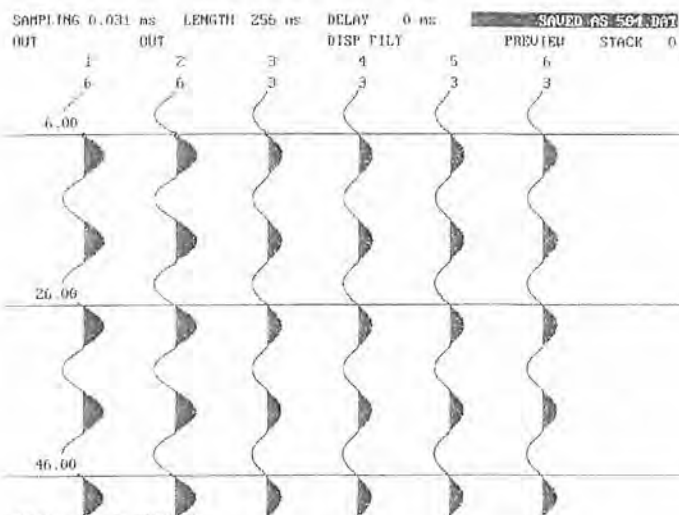 SAMPLING 0.031 ms LENGTH 256 ms DELAY 0 ms SAVED AS 504.DAT
OUT OUT DISP FILT PREVIEW STACK 0
1 2 3 4 5 6
6 6 3 3 3 3
6.00
26.00
46.00